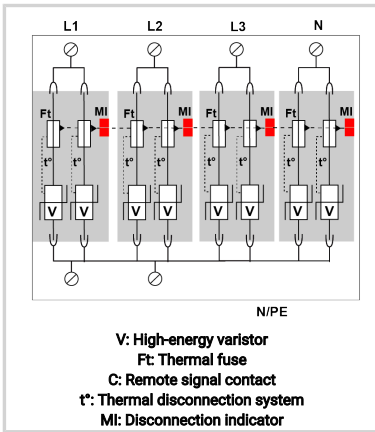 L1 L2 L3 N
Ft MI Ft MI Ft MI Ft MI
t° t° t° t° t° t° t° t°
V V V V V V V V
N/PE
V: High-energy varistor
Ft: Thermal fuse
C: Remote signal contact
t°: Thermal disconnection system
MI: Disconnection indicator